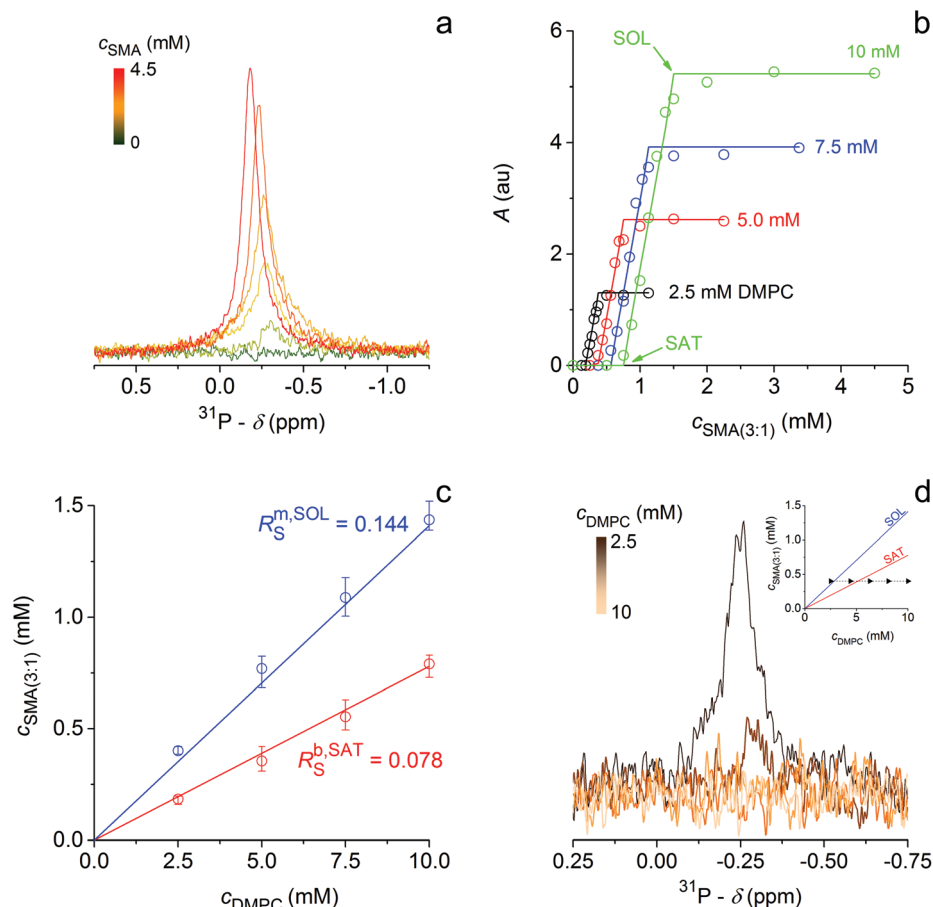 a
c_SMA (mM)
4.5
0
0.5
0.0
-0.5
-1.0
³¹P - δ (ppm)
b
6
4
2
0
A (au)
SOL
10 mM
7.5 mM
5.0 mM
2.5 mM DMPC
SAT
0
1
2
3
4
5
c_SMA(3:1) (mM)
c
1.5
1.0
0.5
0.0
c_SMA(3:1) (mM)
R_S^m,SOL = 0.144
R_S^b,SAT = 0.078
0.0
2.5
5.0
7.5
10.0
c_DMPC (mM)
d
c_DMPC (mM)
2.5
10
1.5
1.0
0.5
0.0
c_SMA(3:1) (mM)
SOL
SAT
0
5
10
c_DMPC (mM)
0.25
0.00
-0.25
-0.50
-0.75
³¹P - δ (ppm)